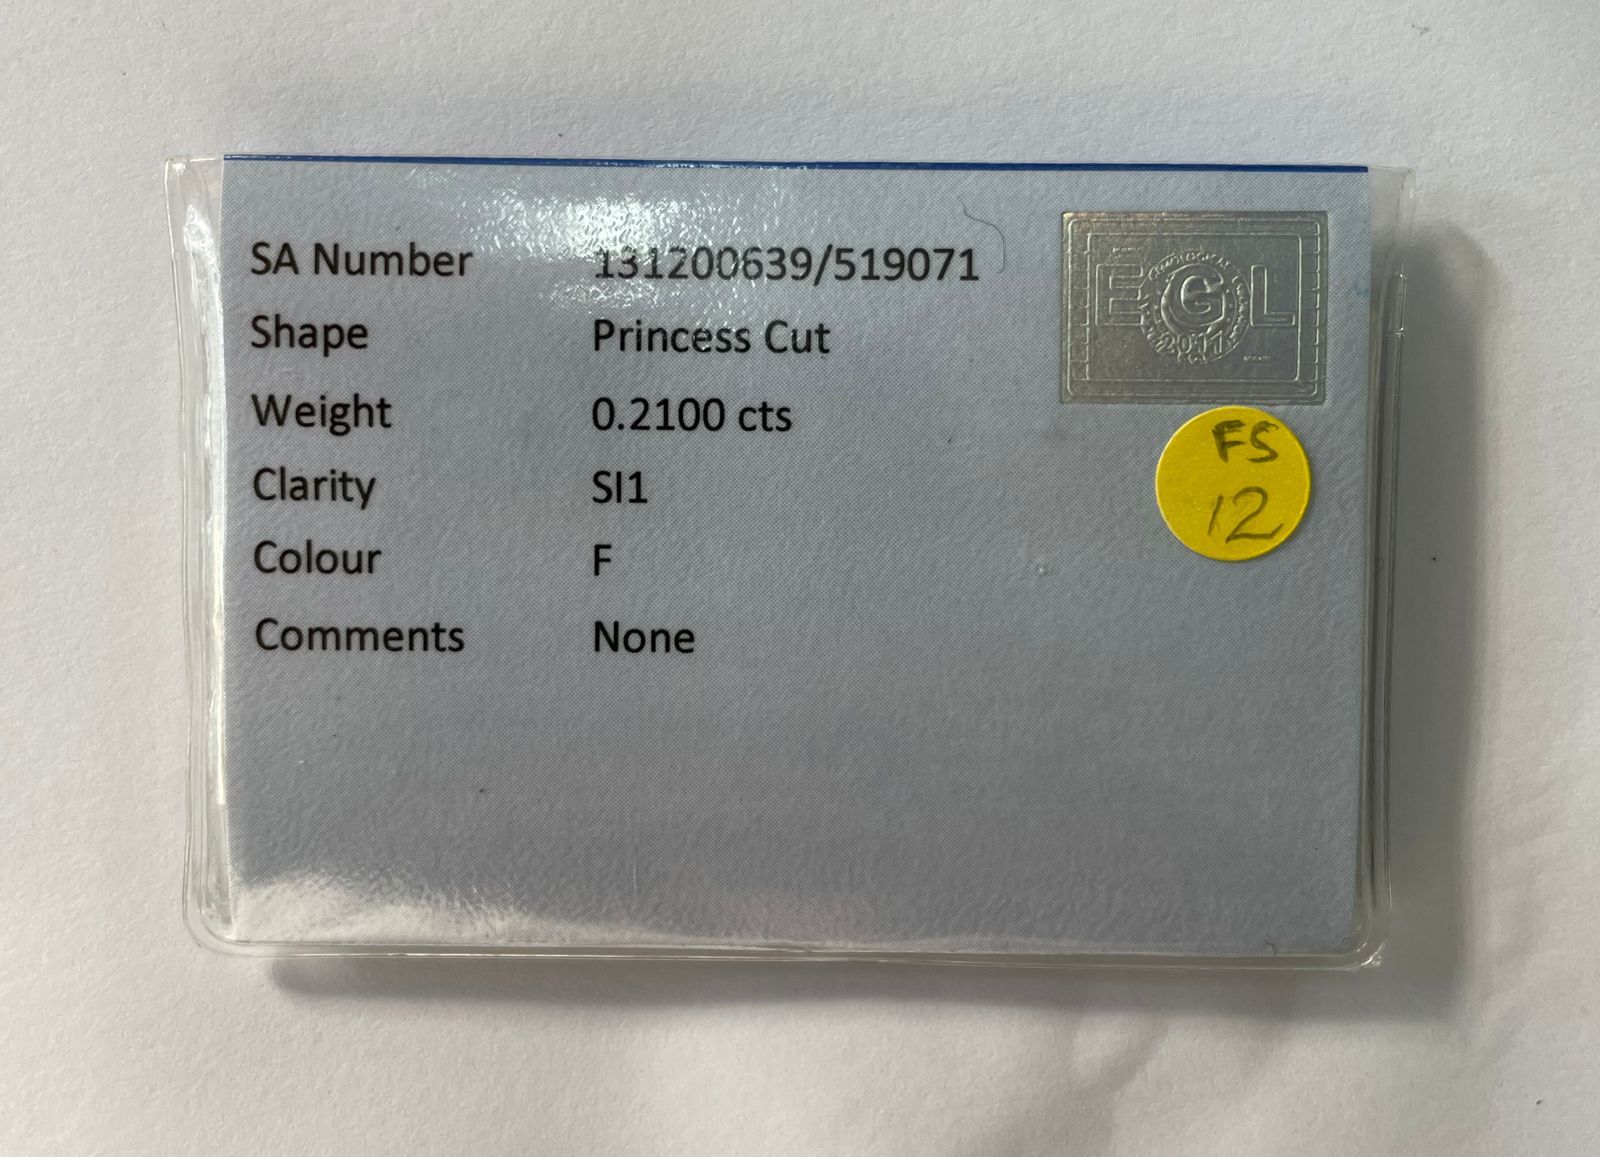 SA Number 131200639/519071
Shape Princess Cut
Weight 0.2100 cts
Clarity SI1
Colour F
Comments None
EGL
2011
FS
12